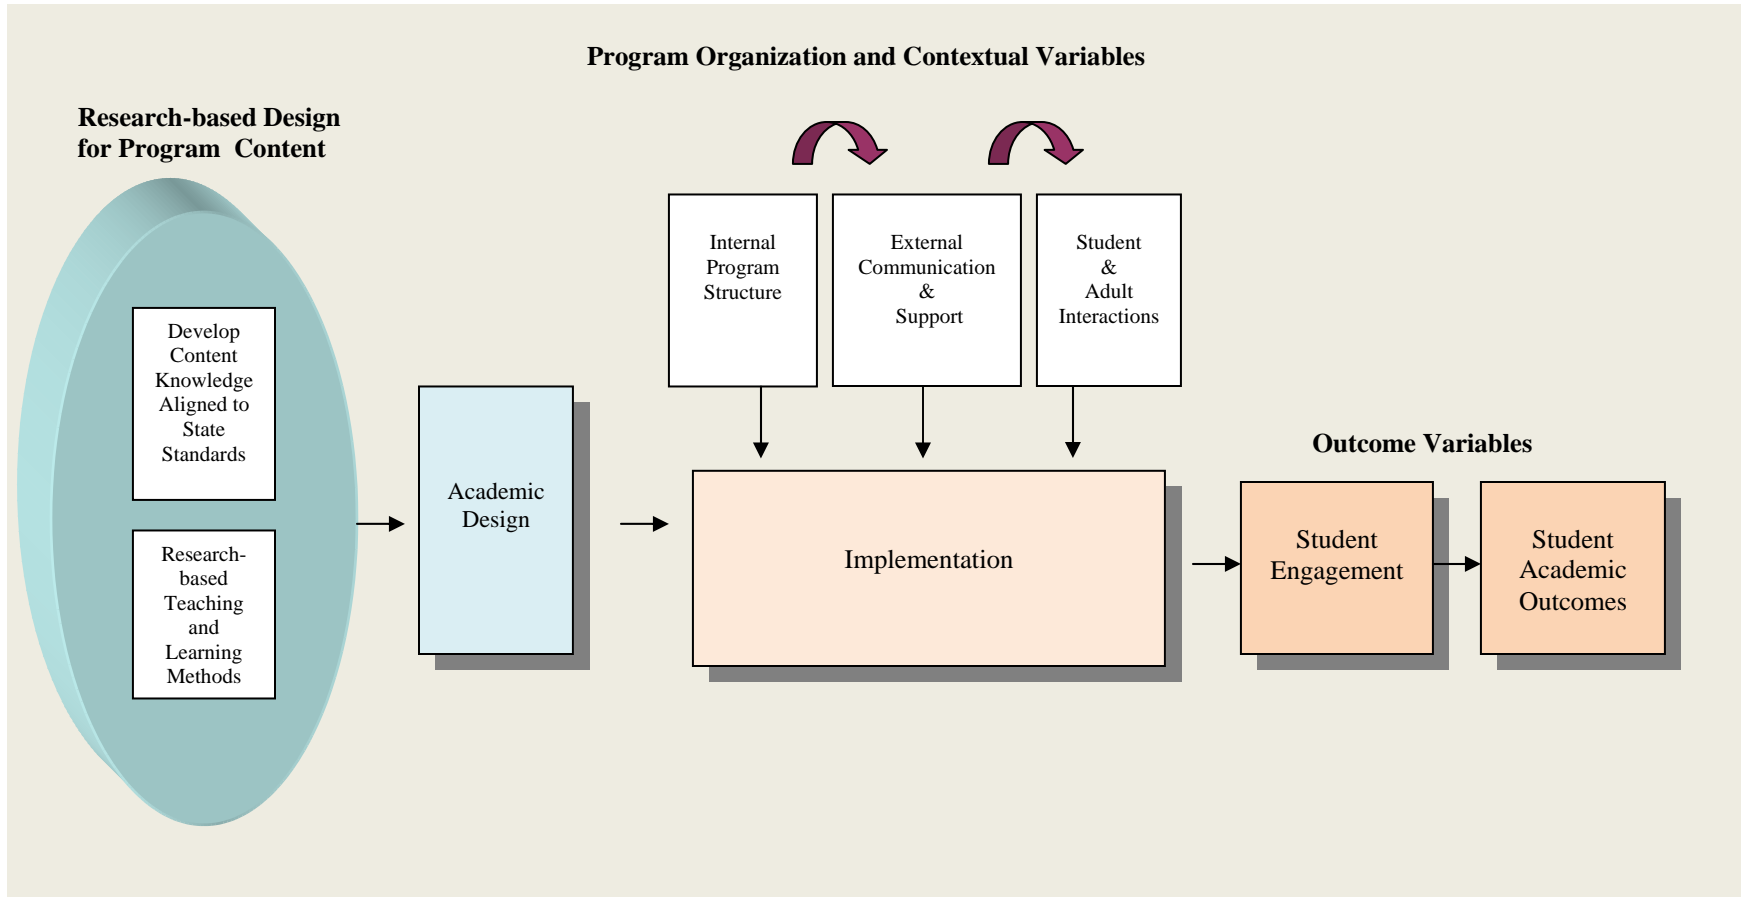 Program Organization and Contextual Variables
Research-based Design
for Program Content
Develop
Content
Knowledge
Aligned to
State
Standards
Research-
based
Teaching
and
Learning
Methods
Academic
Design
Internal
Program
Structure
External
Communication
&
Support
Student
&
Adult
Interactions
Implementation
Outcome Variables
Student
Engagement
Student
Academic
Outcomes